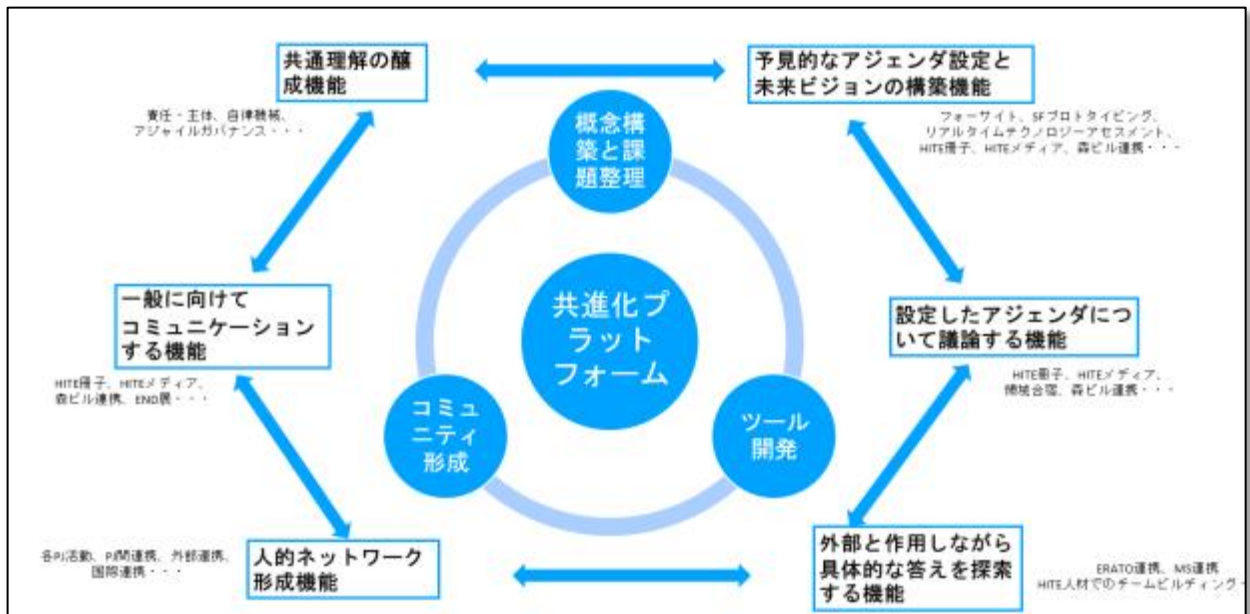 共通理解の醸
成機能
責任・主体、自律機械、
アジャイルガバナンス・・・
予見的なアジェンダ設定と
未来ビジョンの構築機能
フォーサイト、SFプロトタイピング、
リアルタイムテクノロジーアセスメント、
HITE冊子、HITEメディア、森ビル連携・・・
概念構
築と課
題整理
一般に向けて
コミュニケーション
する機能
HITE冊子、HITEメディア、
森ビル連携、END展・・・
共進化プ
ラット
フォーム
設定したアジェンダにつ
いて議論する機能
HITE冊子、HITEメディア、
領域合宿、森ビル連携・・・
コミュ
ニティ
形成
ツール
開発
人的ネットワーク
形成機能
各PJ活動、PJ間連携、外部連携、
国際連携・・・
外部と作用しながら
具体的な答えを探索
する機能
ERATO連携、MS連携
HITE人材でのチームビルディング・